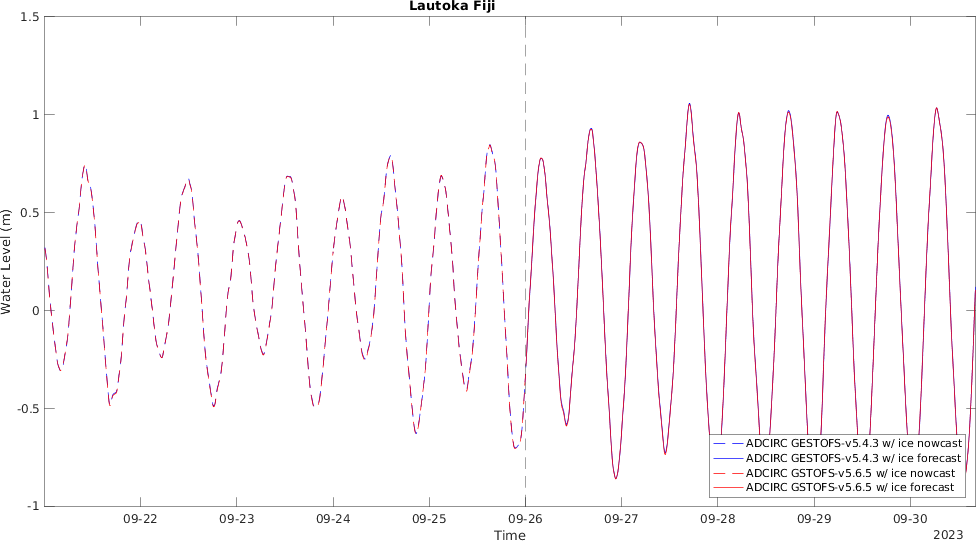 Lautoka Fiji
Water Level (m)
1.5
1
0.5
0
-0.5
-1
ADCIRC GESTOFS-v5.4.3 w/ ice nowcast
ADCIRC GESTOFS-v5.4.3 w/ ice forecast
ADCIRC GSTOFS-v5.6.5 w/ ice nowcast
ADCIRC GSTOFS-v5.6.5 w/ ice forecast
09-22 09-23 09-24 09-25 09-26 09-27 09-28 09-29 09-30
Time
2023